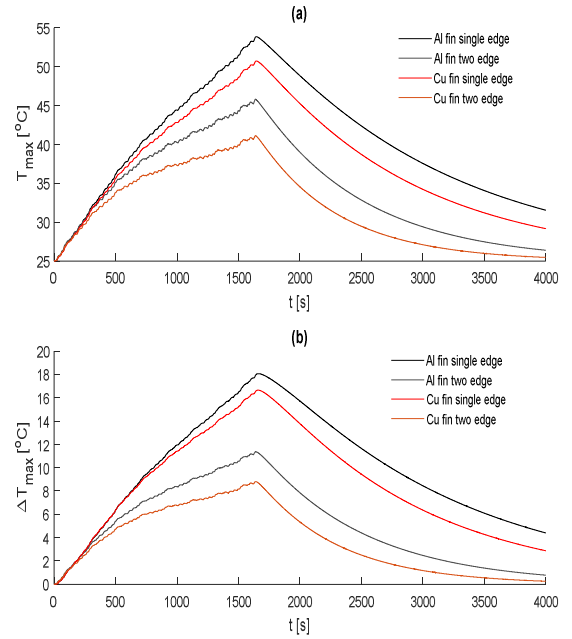 (a)
55
50
45
40
35
30
25
T_max [°C]
Al fin single edge
Al fin two edge
Cu fin single edge
Cu fin two edge
0 500 1000 1500 2000 2500 3000 3500 4000
t [s]
(b)
20
18
16
14
12
10
8
6
4
2
0
ΔT_max [°C]
Al fin single edge
Al fin two edge
Cu fin single edge
Cu fin two edge
0 500 1000 1500 2000 2500 3000 3500 4000
t [s]